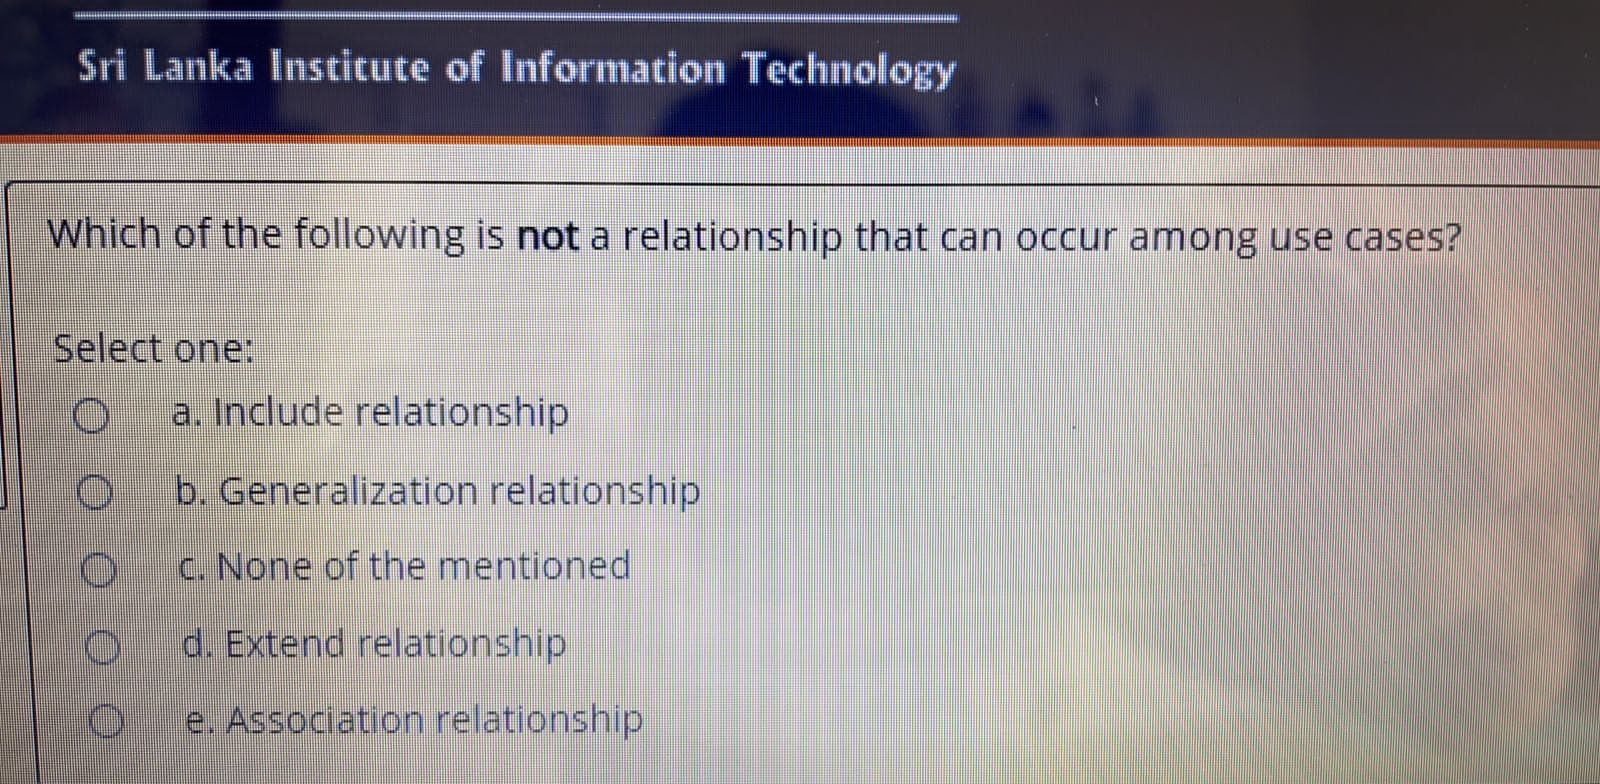 Sri Lanka Institute of Information Technology
Which of the following is not a relationship that can occur among use cases?
Select one:
a. Include relationship
b. Generalization relationship
c. None of the mentioned
d. Extend relationship
e. Association relationship